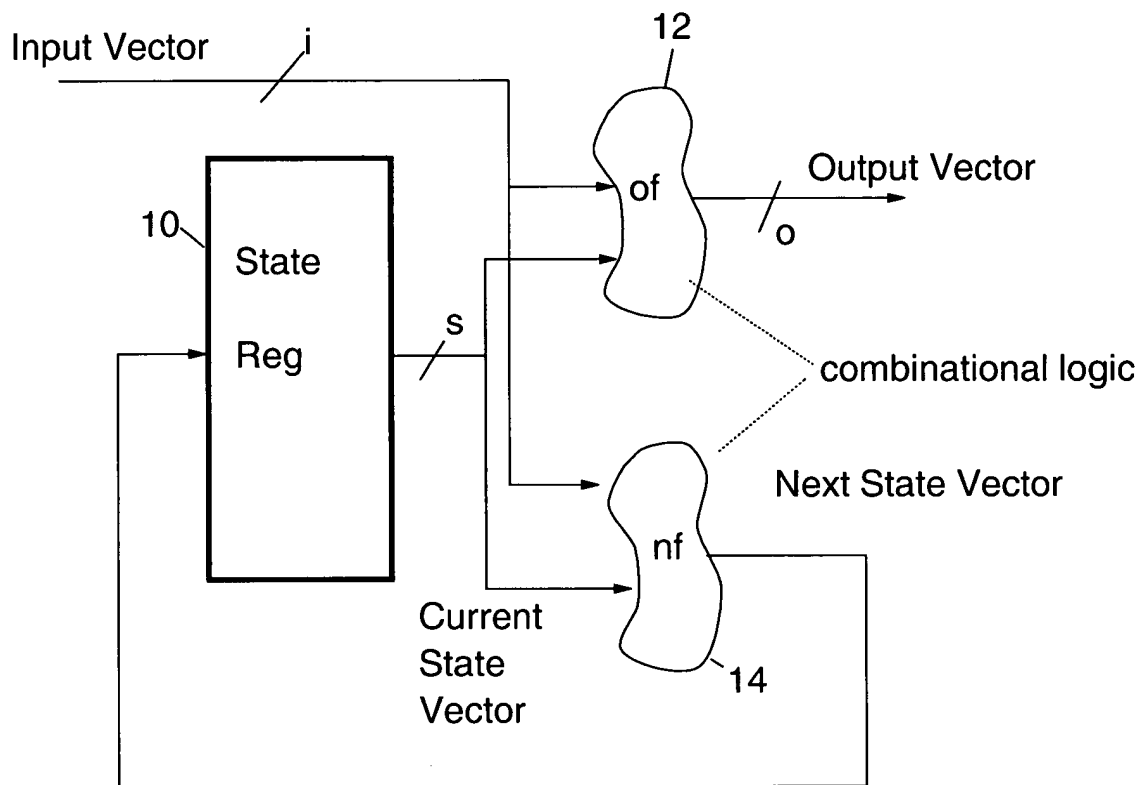 Input Vector
i
12
of
Output Vector
o
10
State
Reg
s
combinational logic
Next State Vector
nf
Current
State
Vector
14